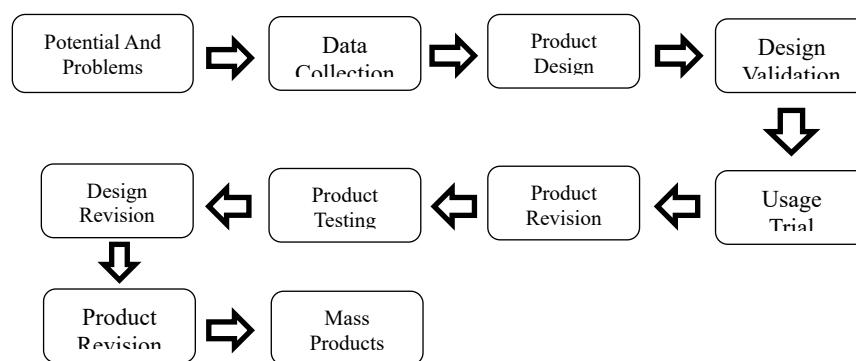 Potential And
Problems
Data
Collection
Product
Design
Design
Validation
Usage
Trial
Product
Revision
Product
Testing
Design
Revision
Product
Revision
Mass
Products